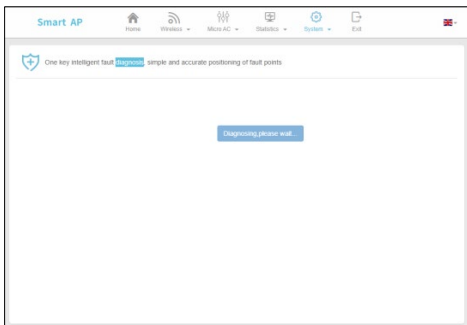 Smart AP
Home
Wireless
Micro AC
Statistics
System
Exit
One key intelligent fault diagnosis, simple and accurate positioning of fault points
Diagnosing,please wait...